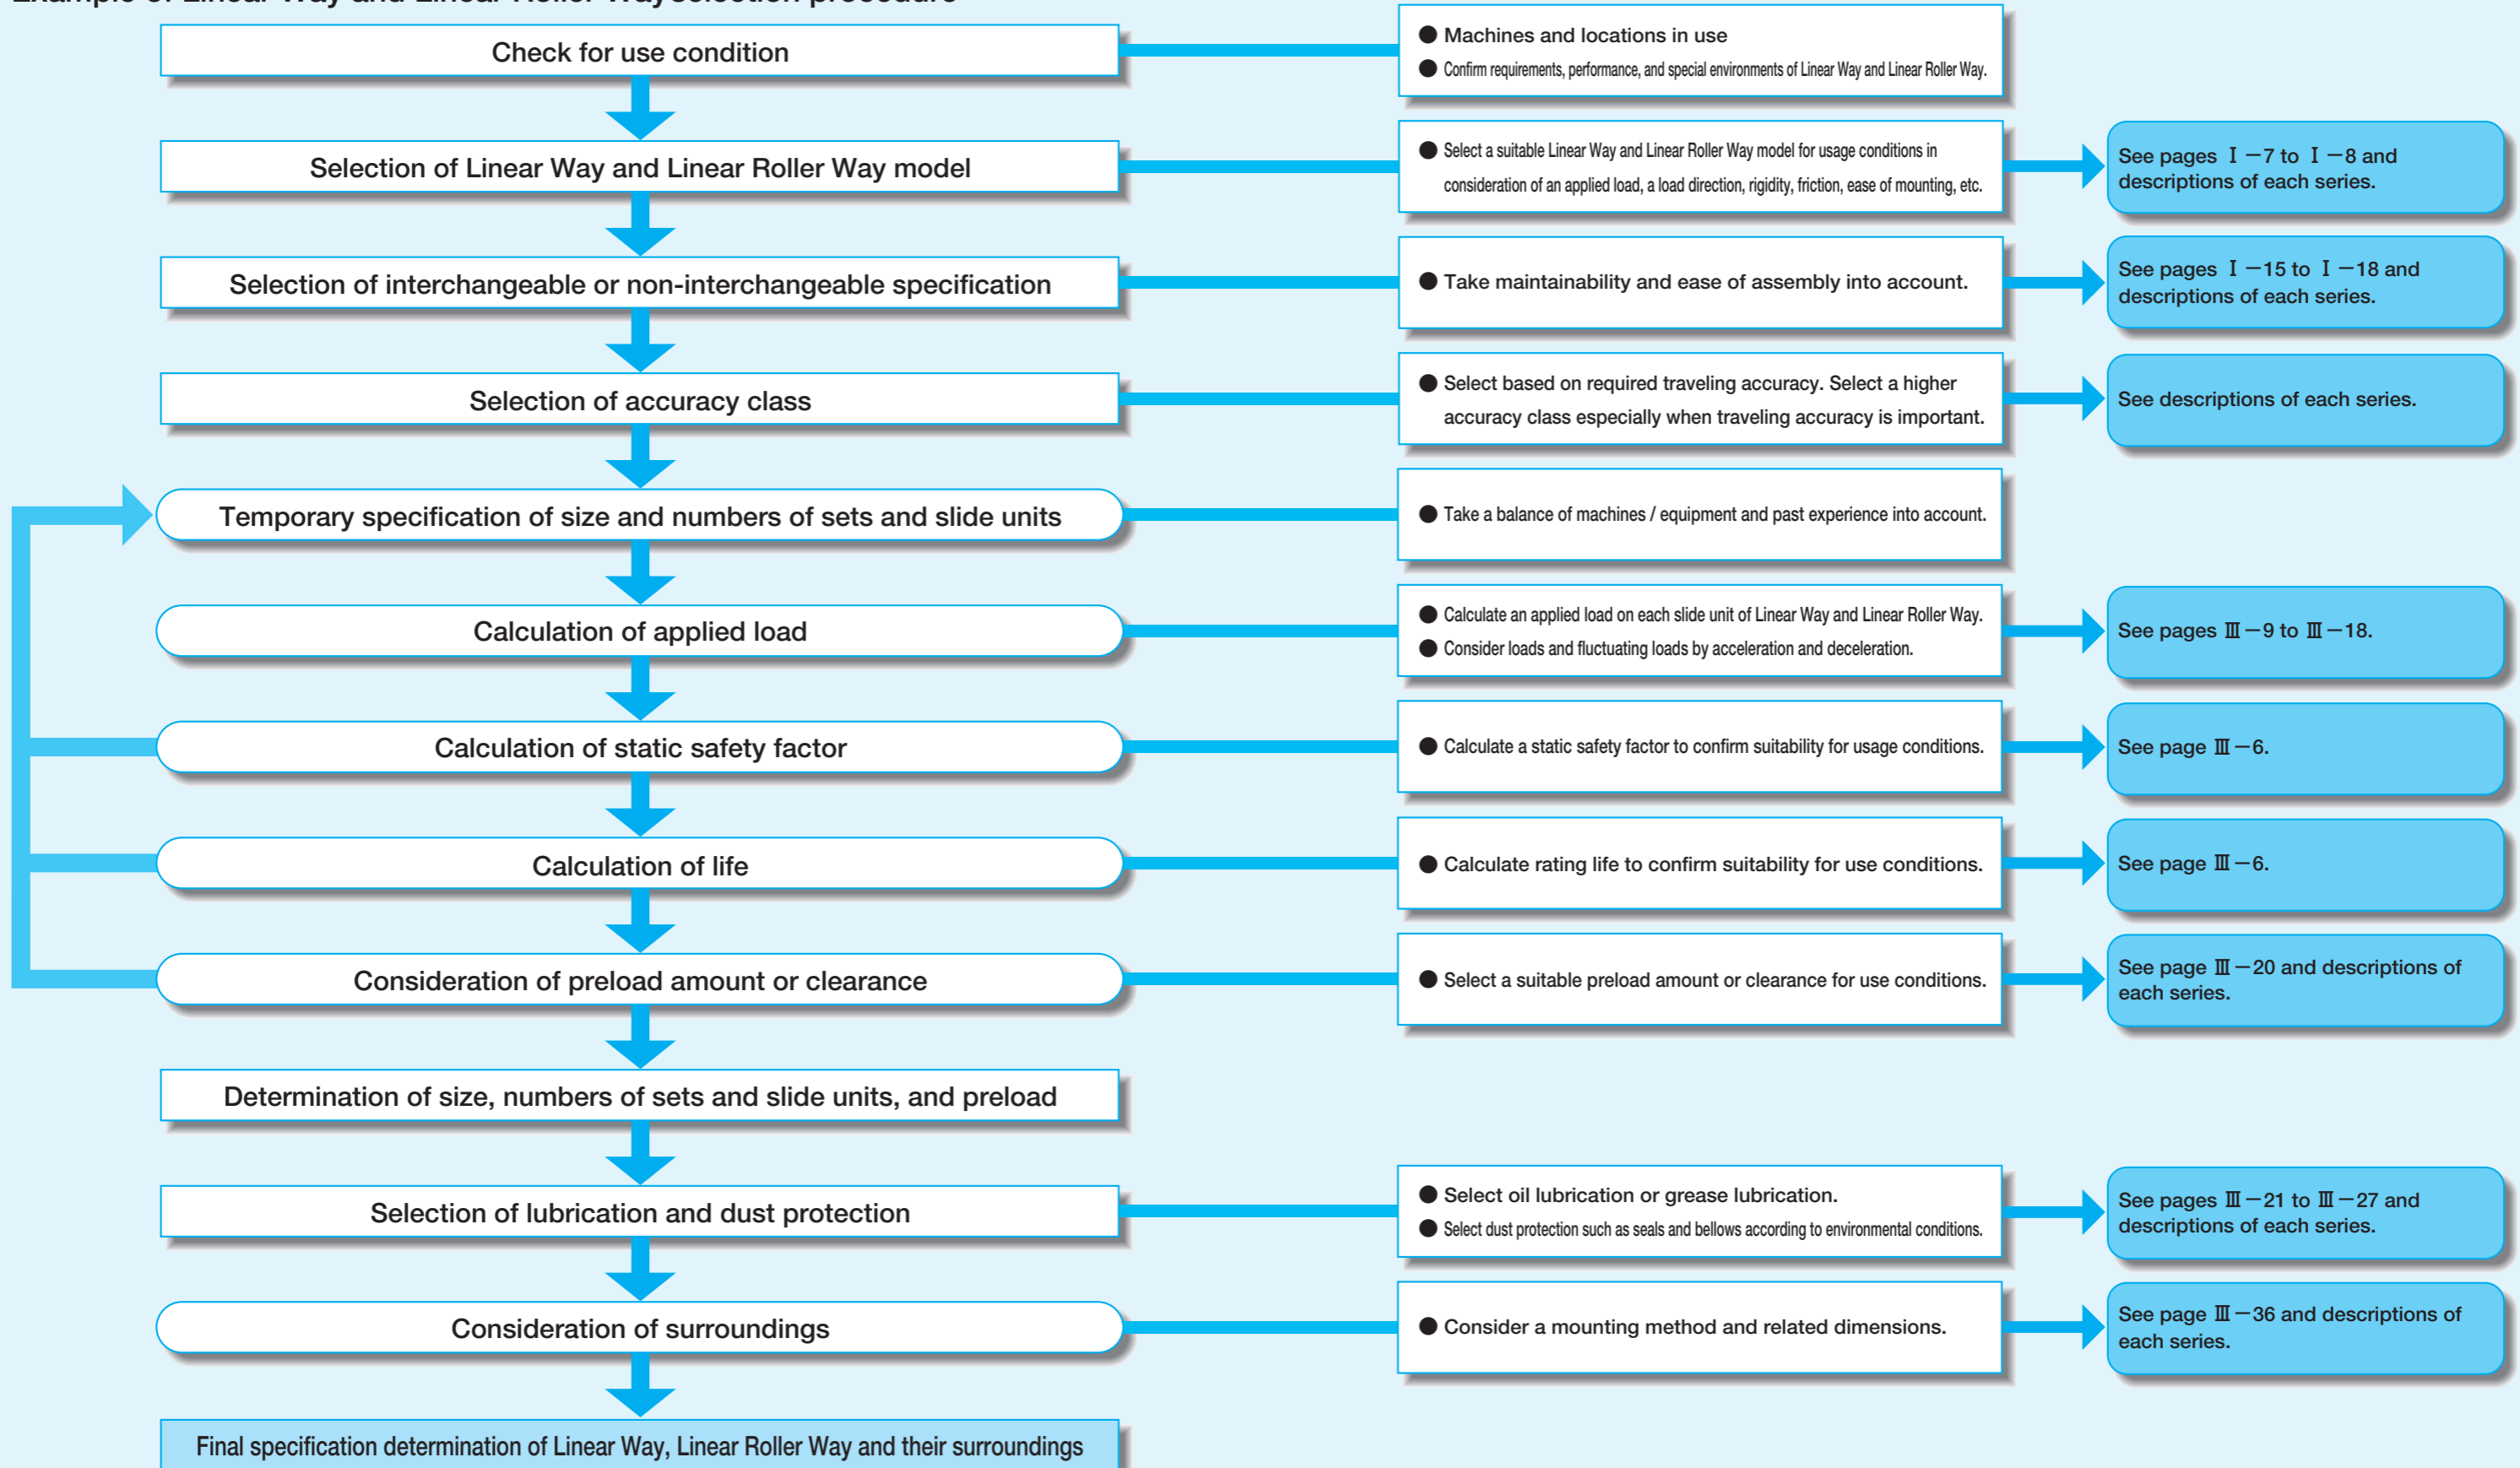 Example of Linear Way and Linear Roller Way selection procedure
Check for use condition
● Machines and locations in use
● Confirm requirements, performance, and special environments of Linear Way and Linear Roller Way.
Selection of Linear Way and Linear Roller Way model
● Select a suitable Linear Way and Linear Roller Way model for usage conditions in
consideration of an applied load, a load direction, rigidity, friction, ease of mounting, etc.
See pages Ⅰ－7 to Ⅰ－8 and
descriptions of each series.
Selection of interchangeable or non-interchangeable specification
● Take maintainability and ease of assembly into account.
See pages Ⅰ－15 to Ⅰ－18 and
descriptions of each series.
Selection of accuracy class
● Select based on required traveling accuracy. Select a higher
accuracy class especially when traveling accuracy is important.
See descriptions of each series.
Temporary specification of size and numbers of sets and slide units
● Take a balance of machines / equipment and past experience into account.
Calculation of applied load
● Calculate an applied load on each slide unit of Linear Way and Linear Roller Way.
● Consider loads and fluctuating loads by acceleration and deceleration.
See pages Ⅲ－9 to Ⅲ－18.
Calculation of static safety factor
● Calculate a static safety factor to confirm suitability for usage conditions.
See page Ⅲ－6.
Calculation of life
● Calculate rating life to confirm suitability for use conditions.
See page Ⅲ－6.
Consideration of preload amount or clearance
● Select a suitable preload amount or clearance for use conditions.
See page Ⅲ－20 and descriptions of
each series.
Determination of size, numbers of sets and slide units, and preload
Selection of lubrication and dust protection
● Select oil lubrication or grease lubrication.
● Select dust protection such as seals and bellows according to environmental conditions.
See pages Ⅲ－21 to Ⅲ－27 and
descriptions of each series.
Consideration of surroundings
● Consider a mounting method and related dimensions.
See page Ⅲ－36 and descriptions of
each series.
Final specification determination of Linear Way, Linear Roller Way and their surroundings